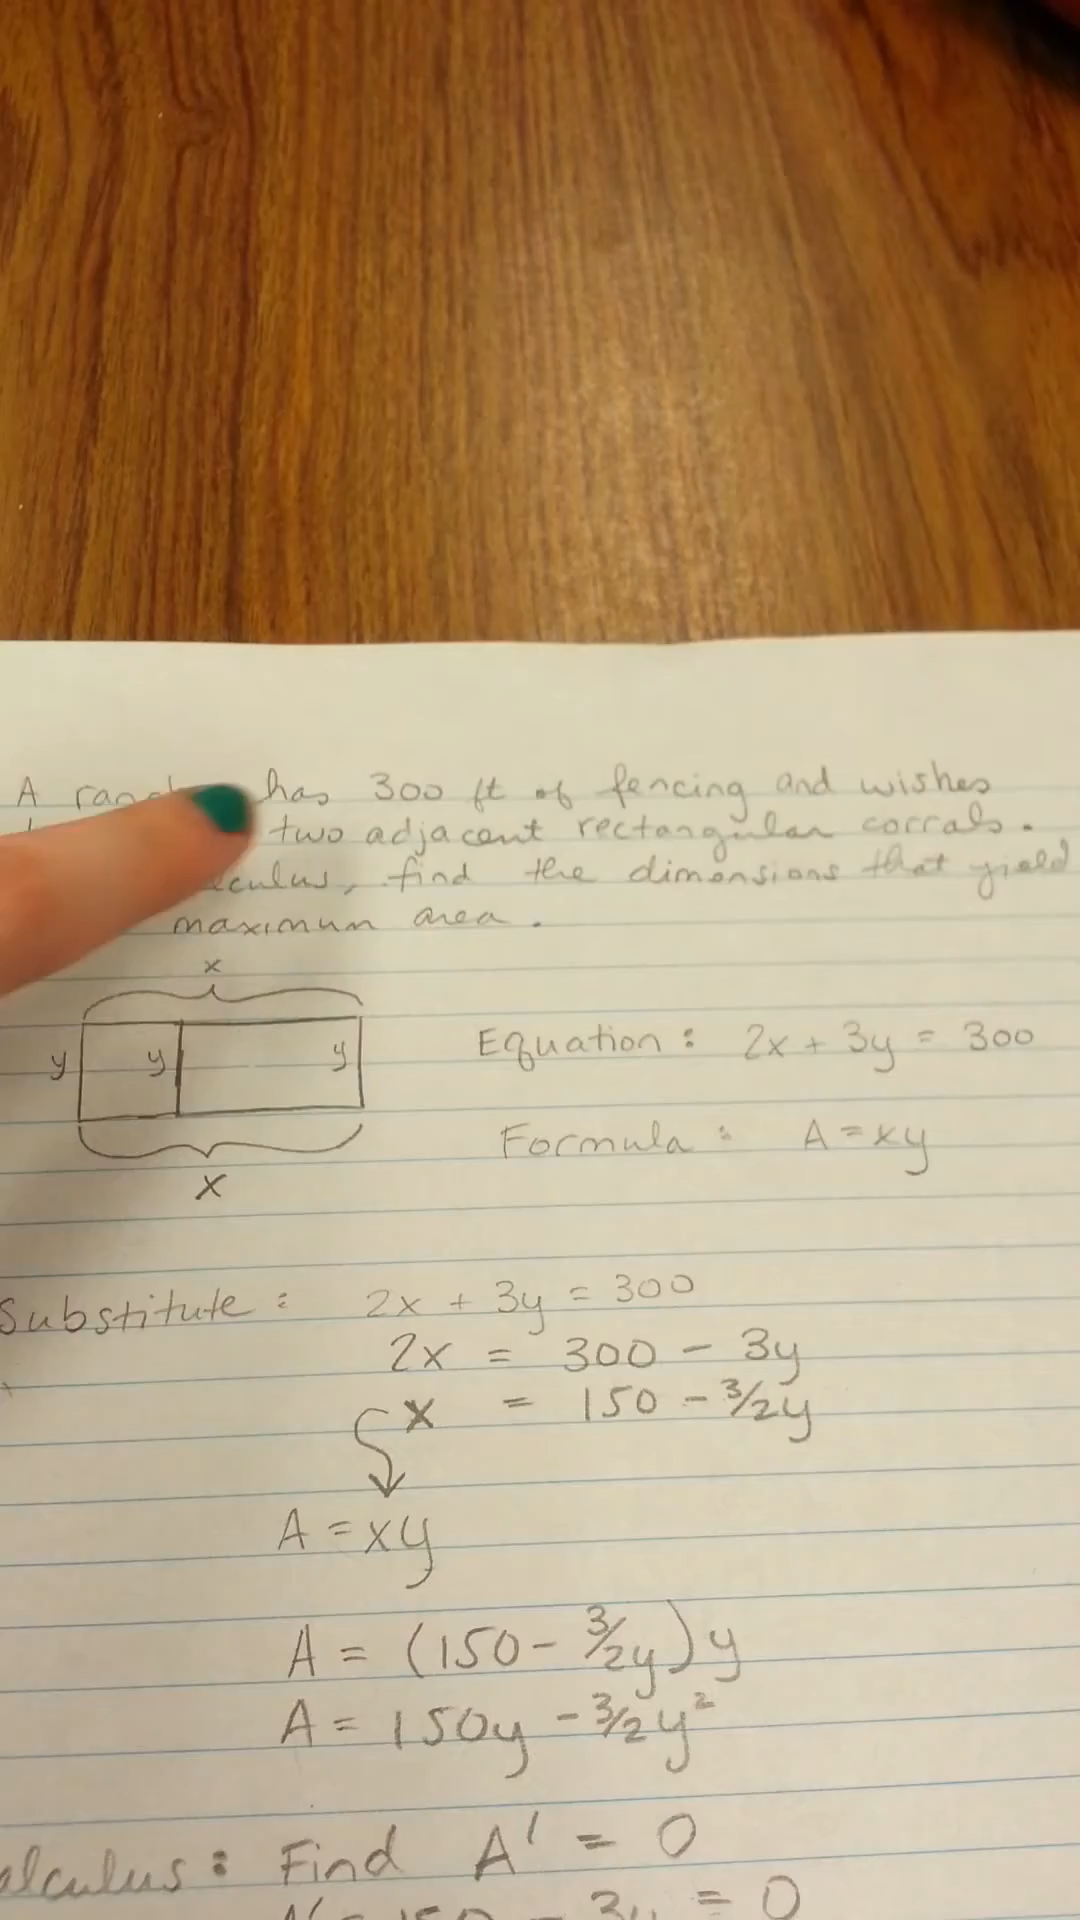 A has 300 ft of fencing and wishes
two adjacent rectangular corrals.
find the dimensions that yield
maximum area.
x
y y y
x
Equation: 2x + 3y = 300
Formula: A = xy
Substitute: 2x + 3y = 300
2x = 300 - 3y
x = 150 - 3/2y
A = xy
A = (150 - 3/2y)y
A = 150y - 3/2y²
Find A' = 0
= 0